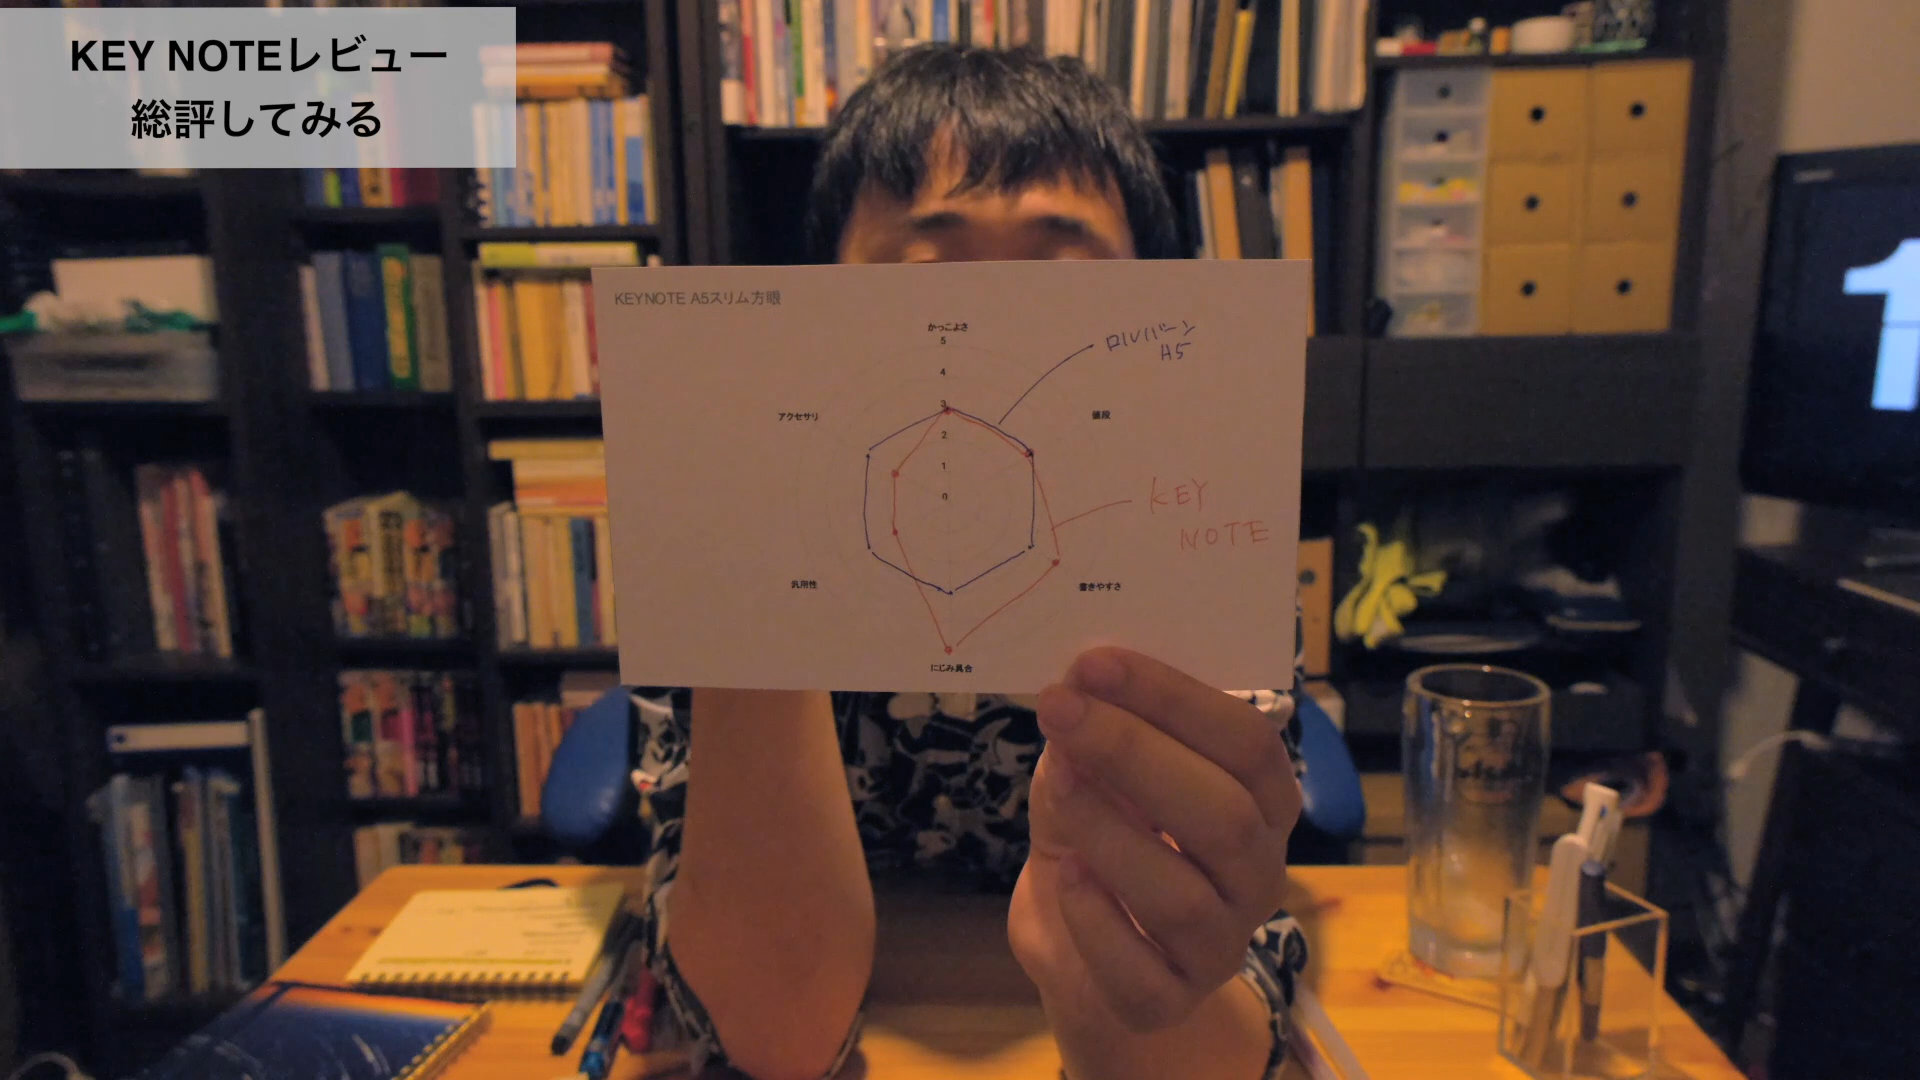 KEY NOTEレビュー
総評してみる
KEYNOTE A5スリム方眼
かっこよさ
5
4
3
2
1
0
ロルバーン
A5
アクセサリ
値段
KEY
NOTE
汎用性
書きやすさ
にじみ具合
1